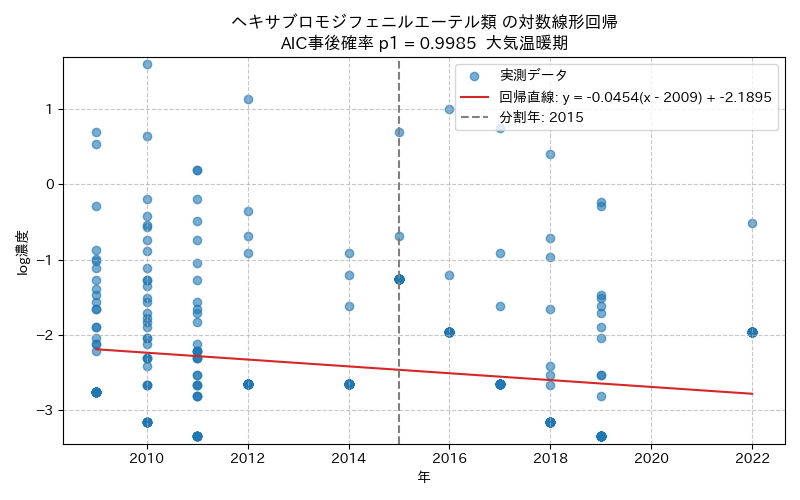 ヘキサブロモジフェニルエーテル類 の対数線形回帰
AIC事後確率 p1 = 0.9985 大気温暖期
実測データ
回帰直線: y = -0.0454(x - 2009) + -2.1895
分割年: 2015
log濃度
1
0
−1
−2
−3
2010
2012
2014
2016
2018
2020
2022
年